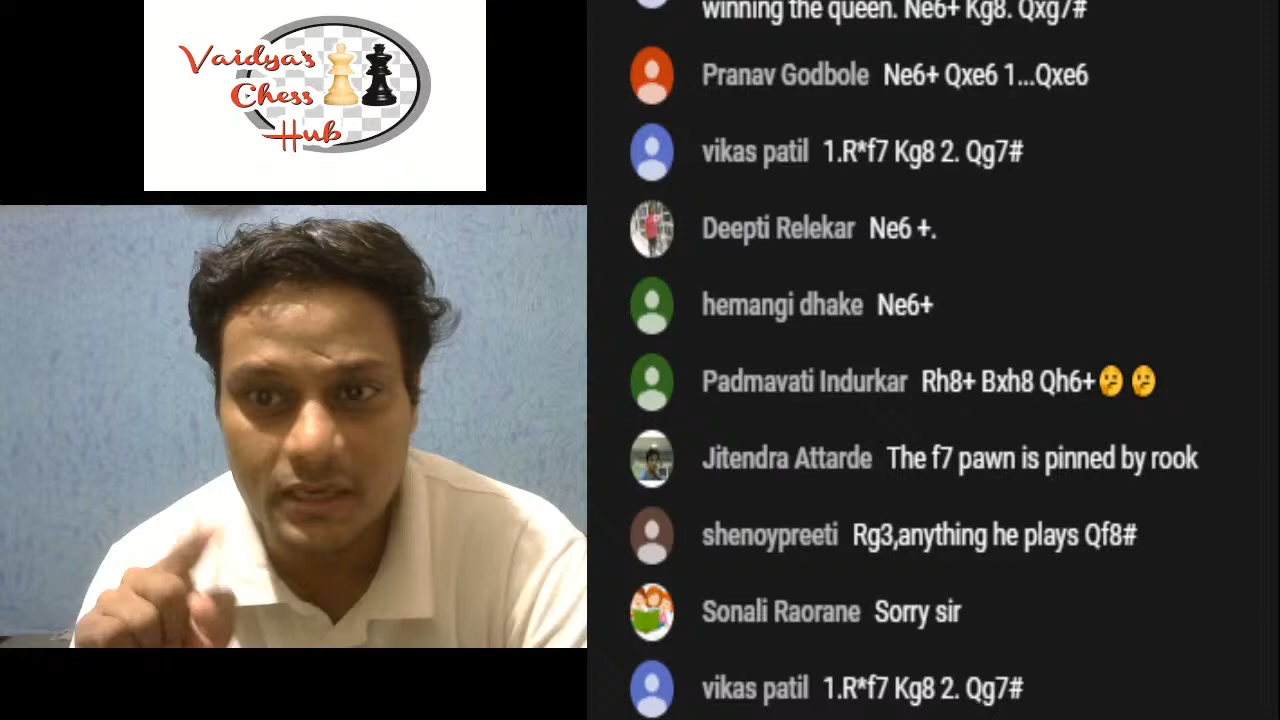 Vaidya's
Chess
Hub
winning the queen. Ne6+ Kg8. Qxg7#
Pranav Godbole Ne6+ Qxe6 1...Qxe6
vikas patil 1.R*f7 Kg8 2. Qg7#
Deepti Relekar Ne6 +.
hemangi dhake Ne6+
Padmavati Indurkar Rh8+ Bxh8 Qh6+🤔🤔
Jitendra Attarde The f7 pawn is pinned by rook
shenoypreeti Rg3,anything he plays Qf8#
Sonali Raorane Sorry sir
vikas patil 1.R*f7 Kg8 2. Qg7#